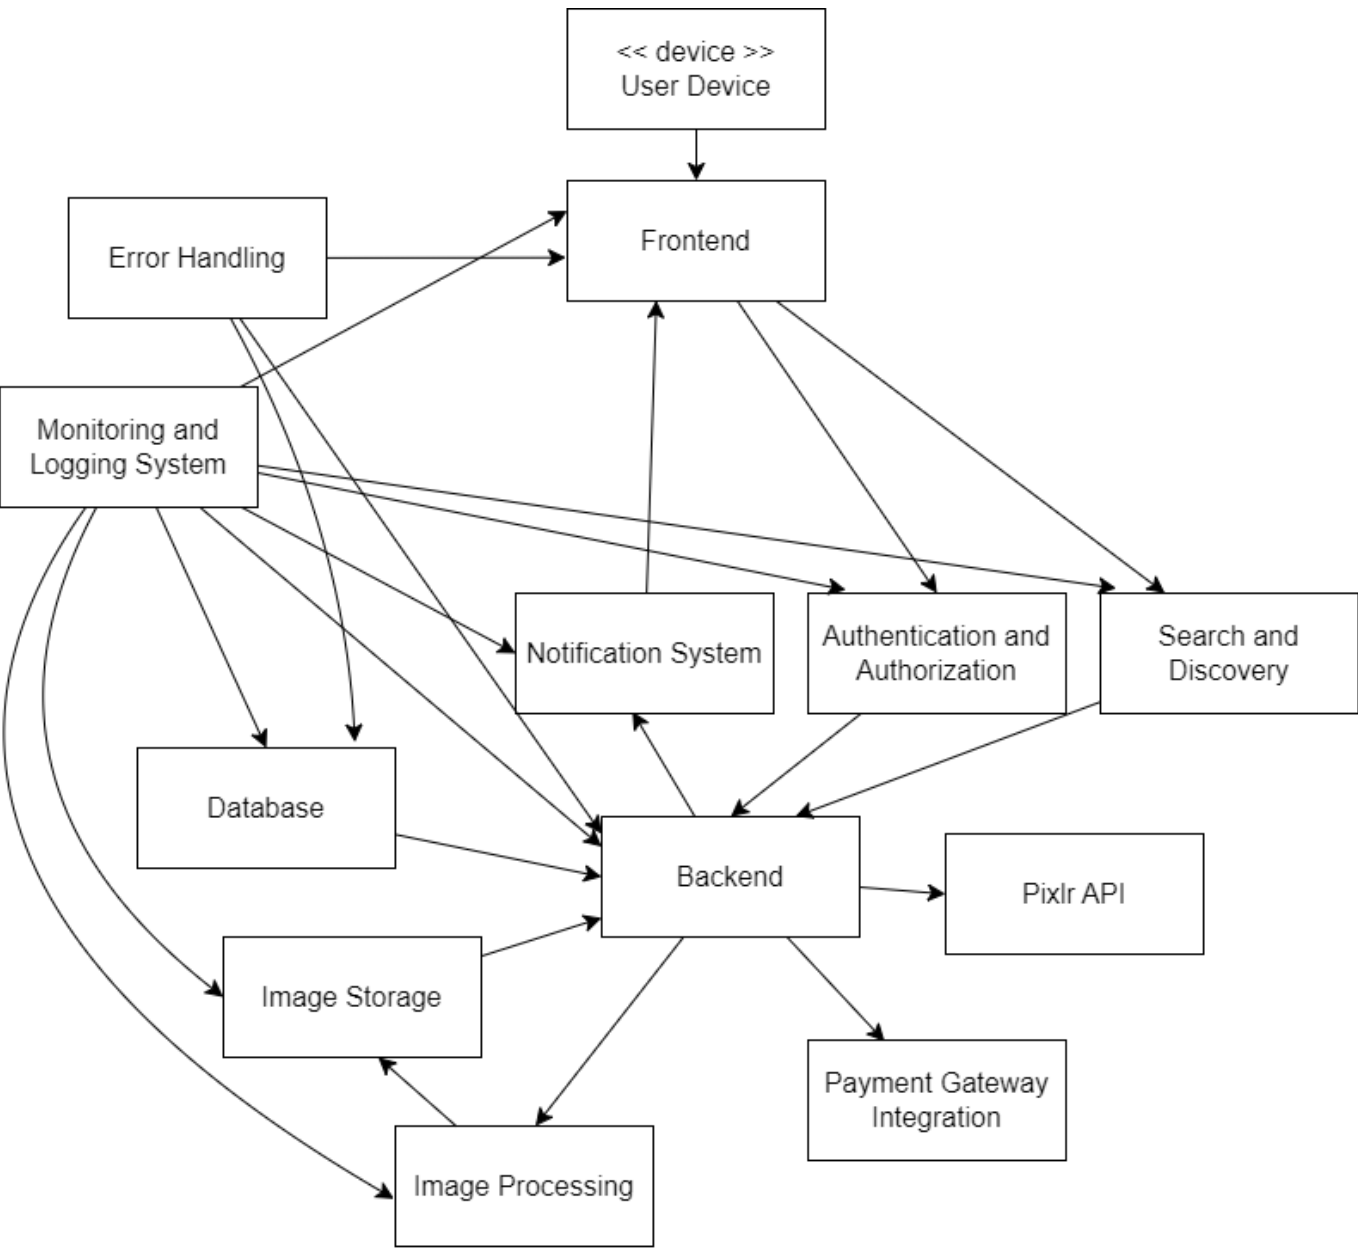 << device >>
User Device
Frontend
Error Handling
Monitoring and
Logging System
Notification System
Authentication and
Authorization
Search and
Discovery
Database
Backend
Pixlr API
Image Storage
Payment Gateway
Integration
Image Processing